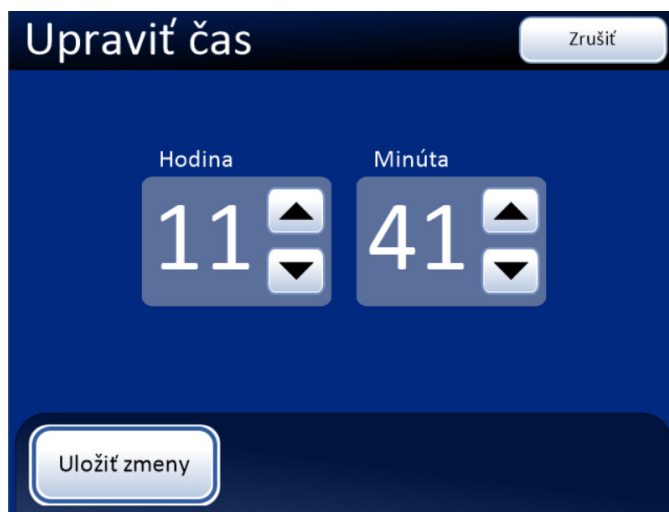 Upraviť čas
Zrušiť
Hodina
Minúta
11
41
Uložiť zmeny